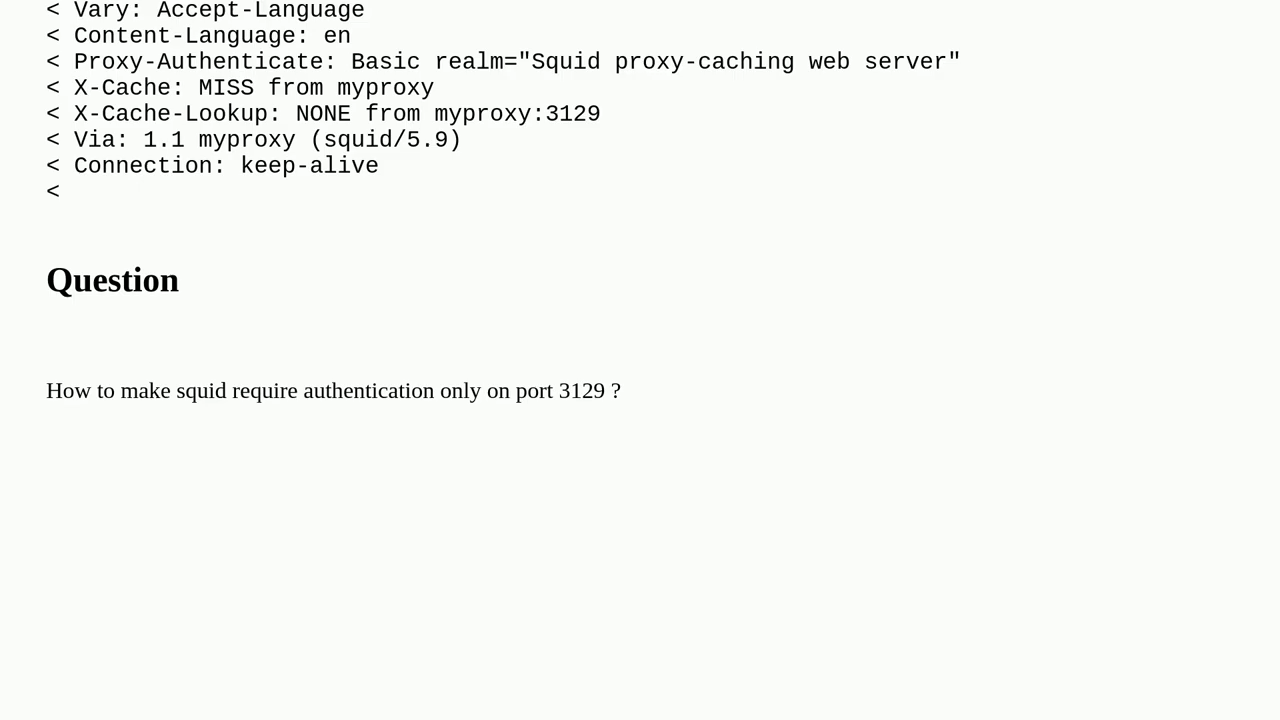 < Vary: Accept-Language
< Content-Language: en
< Proxy-Authenticate: Basic realm="Squid proxy-caching web server"
< X-Cache: MISS from myproxy
< X-Cache-Lookup: NONE from myproxy:3129
< Via: 1.1 myproxy (squid/5.9)
< Connection: keep-alive
<
Question
How to make squid require authentication only on port 3129 ?